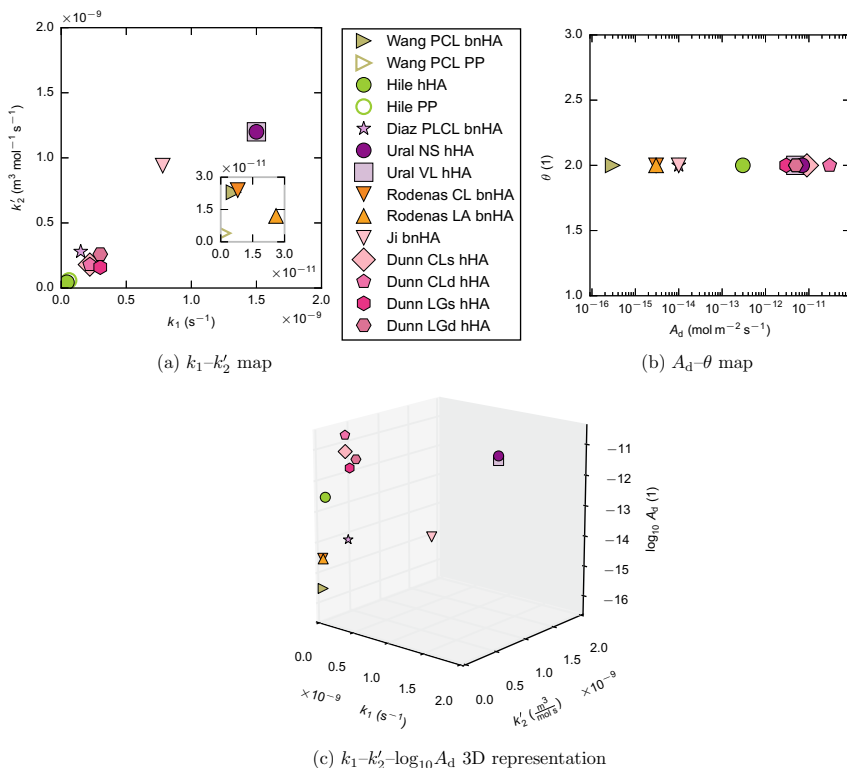 ×10⁻⁹
2.0
1.5
1.0
0.5
0.0
k′₂ (m³ mol⁻¹ s⁻¹)
0.0 0.5 1.0 1.5 2.0
k₁ (s⁻¹) ×10⁻⁹
×10⁻¹¹
3.0
1.5
0.0
0.0 1.5 3.0
×10⁻¹¹
(a) k₁–k′₂ map
Wang PCL bnHA
Wang PCL PP
Hile hHA
Hile PP
Diaz PLCL bnHA
Ural NS hHA
Ural VL hHA
Rodenas CL bnHA
Rodenas LA bnHA
Ji bnHA
Dunn CLs hHA
Dunn CLd hHA
Dunn LGs hHA
Dunn LGd hHA
3.0
2.5
2.0
1.5
1.0
θ (1)
10⁻¹⁶ 10⁻¹⁵ 10⁻¹⁴ 10⁻¹³ 10⁻¹² 10⁻¹¹
A_d (mol m⁻² s⁻¹)
(b) A_d–θ map
−11
−12
−13
−14
−15
−16
log₁₀ A_d (1)
0.0 0.5 1.0 1.5 2.0
×10⁻⁹
k₁ (s⁻¹)
0.0 0.5 1.0 1.5 2.0
×10⁻⁹
k′₂ (m³/mol s)
(c) k₁–k′₂–log₁₀A_d 3D representation